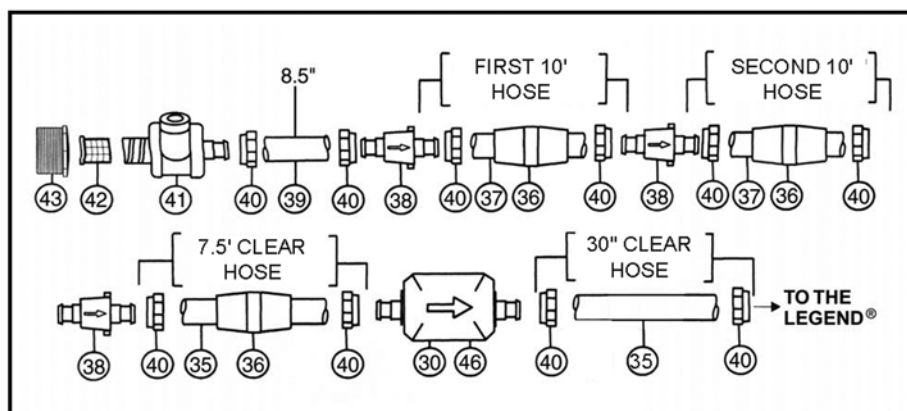 FIRST 10'
HOSE
SECOND 10'
HOSE
8.5"
43 42 41 40 39 40 38 40 37 36 40 38 40 37 36 40
7.5' CLEAR
HOSE
30" CLEAR
HOSE
TO THE
LEGEND®
38 40 35 36 40 30 46 40 35 40